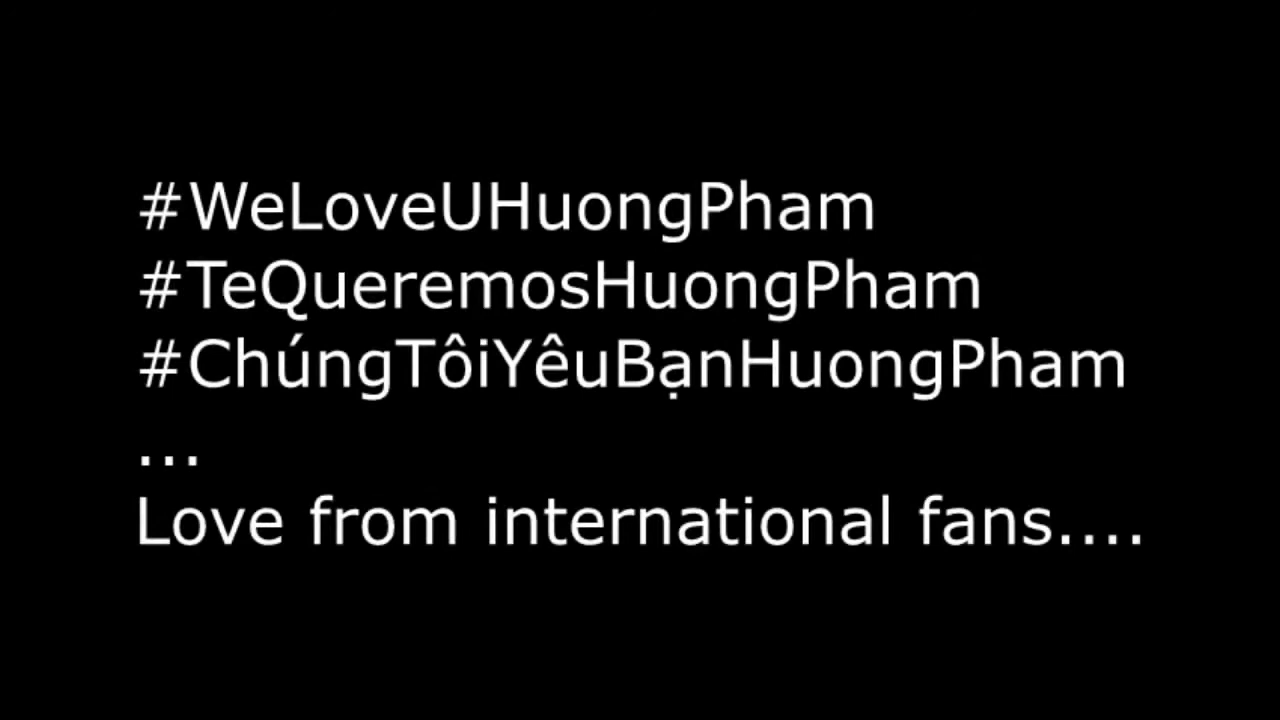 #WeLoveUHuongPham
#TeQueremosHuongPham
#ChúngTôiYêuBạnHuongPham
...
Love from international fans....